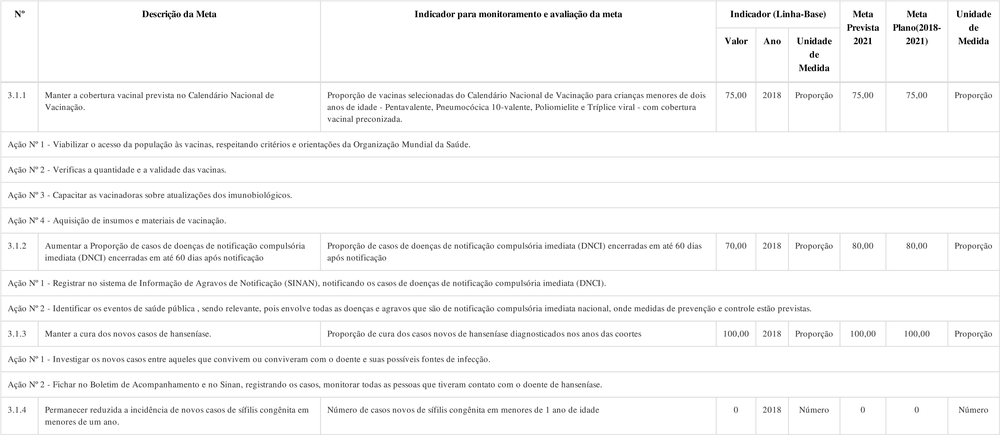 Nº
Descrição da Meta
Indicador para monitoramento e avaliação da meta
Indicador (Linha-Base)
Meta
Prevista
2021
Meta
Plano(2018-
2021)
Unidade
de
Medida
Valor
Ano
Unidade
de
Medida
3.1.1
Manter a cobertura vacinal prevista no Calendário Nacional de
Vacinação.
Proporção de vacinas selecionadas do Calendário Nacional de Vacinação para crianças menores de dois
anos de idade - Pentavalente, Pneumocócica 10-valente, Poliomielite e Tríplice viral - com cobertura
vacinal preconizada.
75,00
2018
Proporção
75,00
75,00
Proporção
Ação Nº 1 - Viabilizar o acesso da população às vacinas, respeitando critérios e orientações da Organização Mundial da Saúde.
Ação Nº 2 - Verificas a quantidade e a validade das vacinas.
Ação Nº 3 - Capacitar as vacinadoras sobre atualizações dos imunobiológicos.
Ação Nº 4 - Aquisição de insumos e materiais de vacinação.
3.1.2
Aumentar a Proporção de casos de doenças de notificação compulsória
imediata (DNCI) encerradas em até 60 dias após notificação
Proporção de casos de doenças de notificação compulsória imediata (DNCI) encerradas em até 60 dias
após notificação
70,00
2018
Proporção
80,00
80,00
Proporção
Ação Nº 1 - Registrar no sistema de Informação de Agravos de Notificação (SINAN), notificando os casos de doenças de notificação compulsória imediata (DNCI).
Ação Nº 2 - Identificar os eventos de saúde pública , sendo relevante, pois envolve todas as doenças e agravos que são de notificação compulsória imediata nacional, onde medidas de prevenção e controle estão previstas.
3.1.3
Manter a cura dos novos casos de hanseníase.
Proporção de cura dos casos novos de hanseníase diagnosticados nos anos das coortes
100,00
2018
Proporção
100,00
100,00
Proporção
Ação Nº 1 - Investigar os novos casos entre aqueles que convivem ou conviveram com o doente e suas possíveis fontes de infecção.
Ação Nº 2 - Fichar no Boletim de Acompanhamento e no Sinan, registrando os casos, monitorar todas as pessoas que tiveram contato com o doente de hanseníase.
3.1.4
Permanecer reduzida a incidência de novos casos de sífilis congênita em
menores de um ano.
Número de casos novos de sífilis congênita em menores de 1 ano de idade
0
2018
Número
0
0
Número